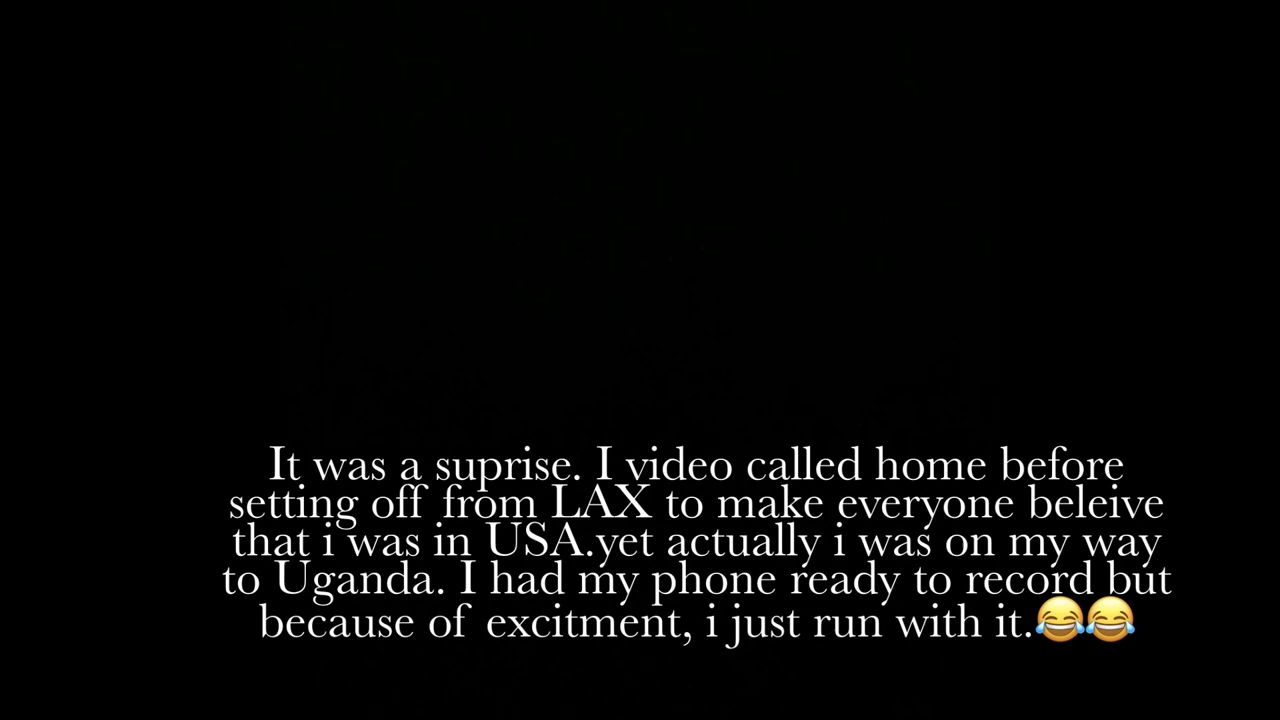 It was a suprise. I video called home before
setting off from LAX to make everyone beleive
that i was in USA.yet actually i was on my way
to Uganda. I had my phone ready to record but
because of excitment, i just run with it.😂😂